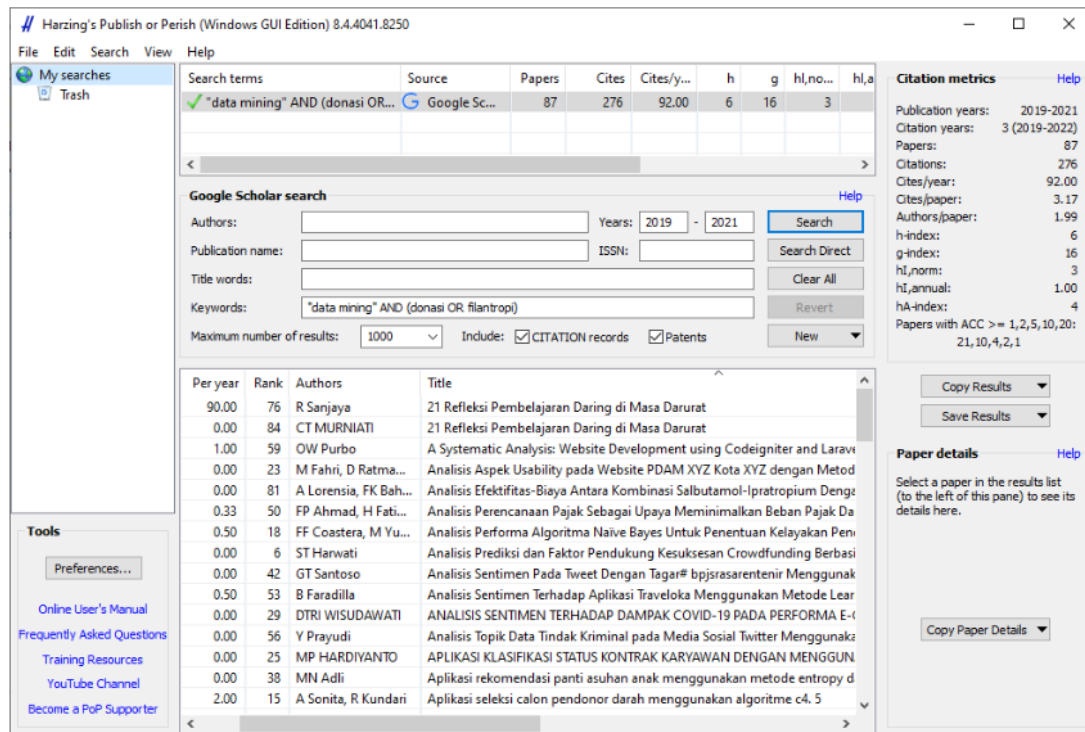 Harzing's Publish or Perish (Windows GUI Edition) 8.4.4041.8250
File Edit Search View Help
My searches
Trash
Search terms Source Papers Cites Cites/y... h g hI,no... hI,a
"data mining" AND (donasi OR... Google Sc... 87 276 92.00 6 16 3
Google Scholar search Help
Authors: Years: 2019 - 2021 Search
Publication name: ISSN: Search Direct
Title words: Clear All
Keywords: "data mining" AND (donasi OR filantropi) Revert
Maximum number of results: 1000 Include: CITATION records Patents New
Per year Rank Authors Title
90.00 76 R Sanjaya 21 Refleksi Pembelajaran Daring di Masa Darurat
0.00 84 CT MURNIATI 21 Refleksi Pembelajaran Daring di Masa Darurat
1.00 59 OW Purbo A Systematic Analysis: Website Development using Codeigniter and Larave
0.00 23 M Fahri, D Ratma... Analisis Aspek Usability pada Website PDAM XYZ Kota XYZ dengan Metod
0.00 81 A Lorensia, FK Bah... Analisis Efektifitas-Biaya Antara Kombinasi Salbutamol-Ipratropium Denga
0.33 50 FP Ahmad, H Fati... Analisis Perencanaan Pajak Sebagai Upaya Meminimalkan Beban Pajak Da
0.50 18 FF Coastera, M Yu... Analisis Performa Algoritma Naïve Bayes Untuk Penentuan Kelayakan Pen
0.00 6 ST Harwati Analisis Prediksi dan Faktor Pendukung Kesuksesan Crowdfunding Berbasi
0.00 42 GT Santoso Analisis Sentimen Pada Tweet Dengan Tagar# bpjsrasarentenir Menggunak
0.50 53 B Faradilla Analisis Sentimen Terhadap Aplikasi Traveloka Menggunakan Metode Lear
0.00 29 DTRI WISUDAWATI ANALISIS SENTIMEN TERHADAP DAMPAK COVID-19 PADA PERFORMA E-
0.00 56 Y Prayudi Analisis Topik Data Tindak Kriminal pada Media Sosial Twitter Menggunaka
0.00 25 MP HARDIYANTO APLIKASI KLASIFIKASI STATUS KONTRAK KARYAWAN DENGAN MENGGUN
0.00 38 MN Adli Aplikasi rekomendasi panti asuhan anak menggunakan metode entropy d
2.00 15 A Sonita, R Kundari Aplikasi seleksi calon pendonor darah menggunakan algoritme c4. 5
Tools
Preferences...
Online User's Manual
Frequently Asked Questions
Training Resources
YouTube Channel
Become a PoP Supporter
Citation metrics Help
Publication years: 2019-2021
Citation years: 3 (2019-2022)
Papers: 87
Citations: 276
Cites/year: 92.00
Cites/paper: 3.17
Authors/paper: 1.99
h-index: 6
g-index: 16
hI,norm: 3
hI,annual: 1.00
hA-index: 4
Papers with ACC >= 1,2,5,10,20:
21,10,4,2,1
Copy Results
Save Results
Paper details Help
Select a paper in the results list
(to the left of this pane) to see its
details here.
Copy Paper Details